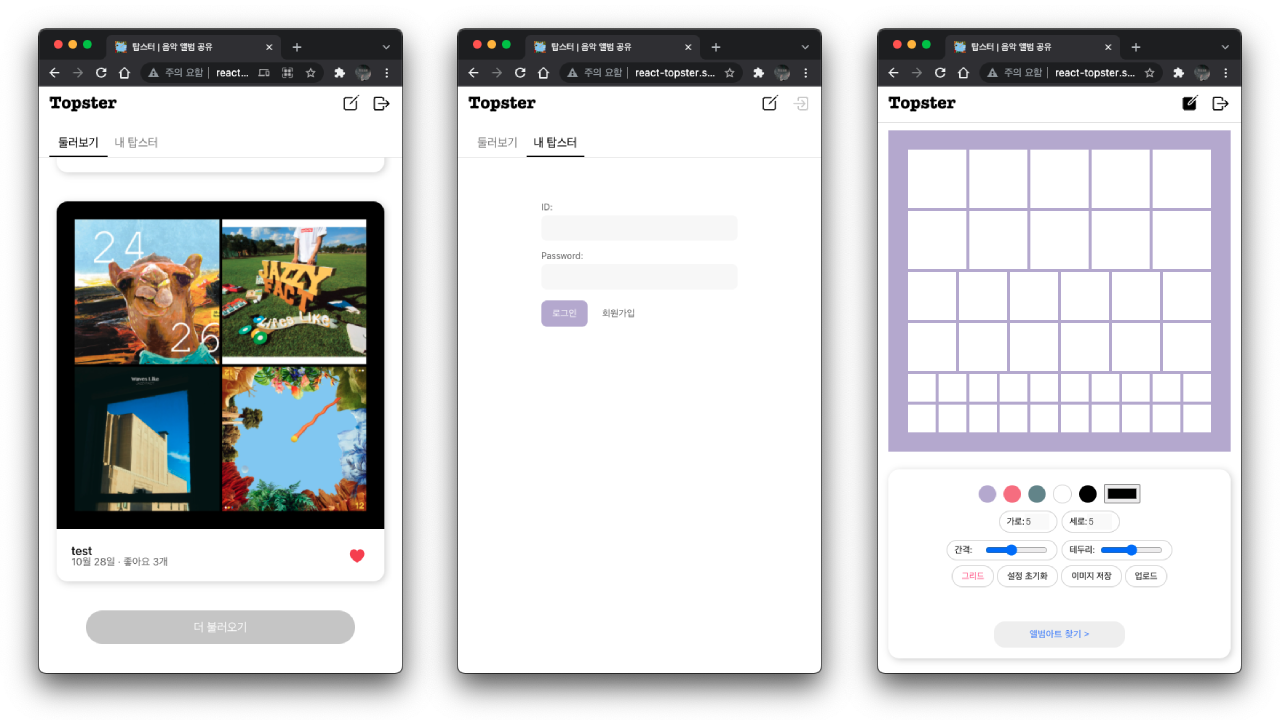 탑스터 | 음악 앨범 공유
주의 요함 | react...
Topster
둘러보기 내 탑스터
24
26
JAZZY
FACT
WAVES LIKE
Waves Like
12
test
10월 28일 · 좋아요 3개
더 불러오기
탑스터 | 음악 앨범 공유
주의 요함 | react-topster.s...
Topster
둘러보기 내 탑스터
ID:
Password:
로그인 회원가입
탑스터 | 음악 앨범 공유
주의 요함 | react-topster.s...
Topster
가로: 5 세로: 5
간격: 테두리:
그리드 설정 초기화 이미지 저장 업로드
앨범아트 찾기 >